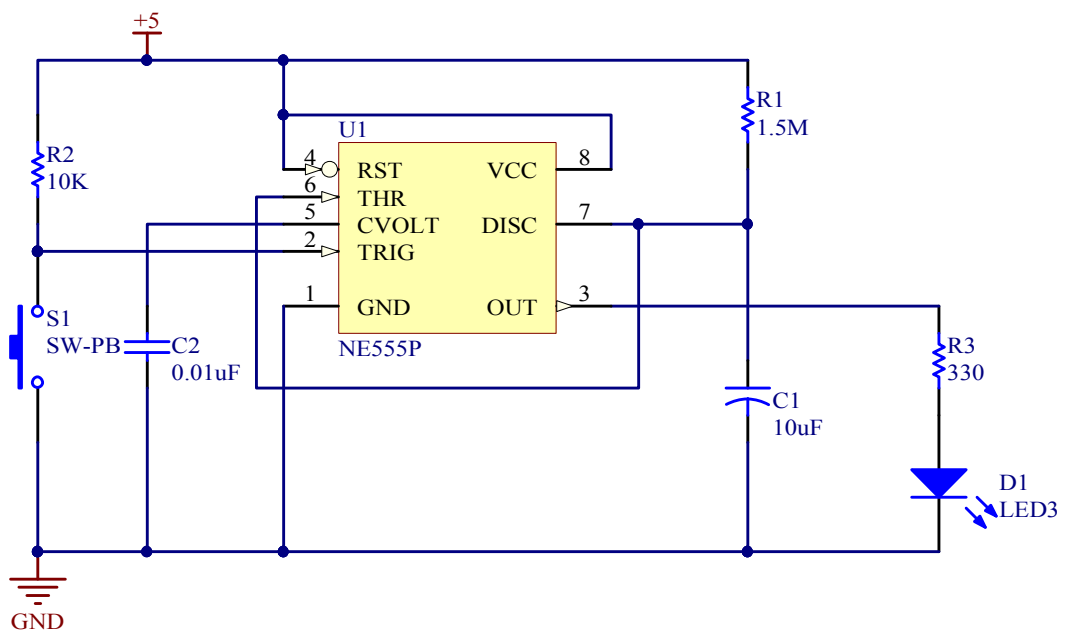 +5
R1
1.5M
U1
R2
10K
4
RST
VCC
8
6
THR
5
CVOLT
DISC
7
2
TRIG
1
GND
OUT
3
S1
SW-PB
C2
0.01uF
NE555P
R3
330
C1
10uF
D1
LED3
GND